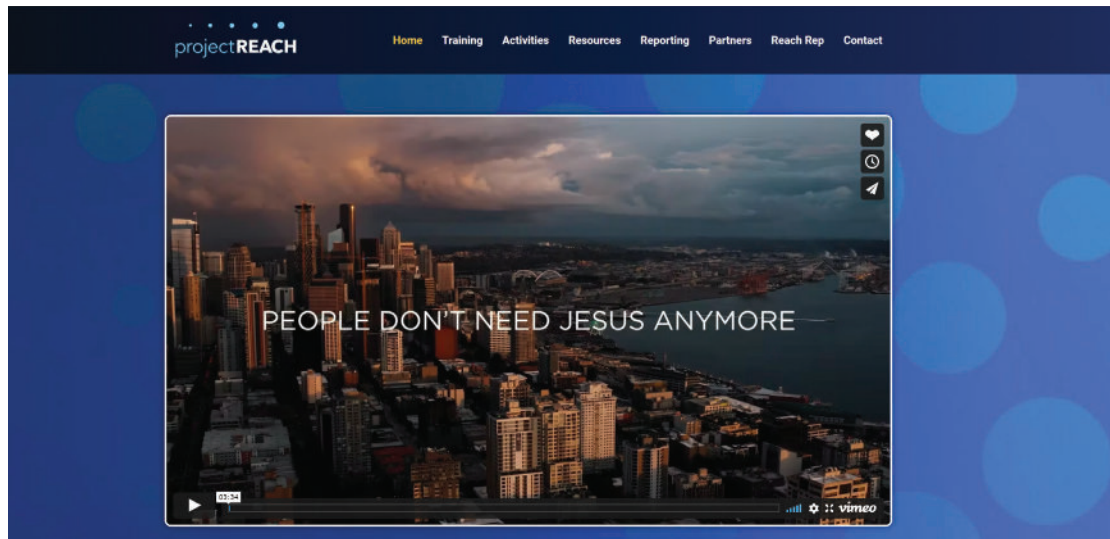 projectREACH
Home Training Activities Resources Reporting Partners Reach Rep Contact
PEOPLE DON'T NEED JESUS ANYMORE
03:34
vimeo